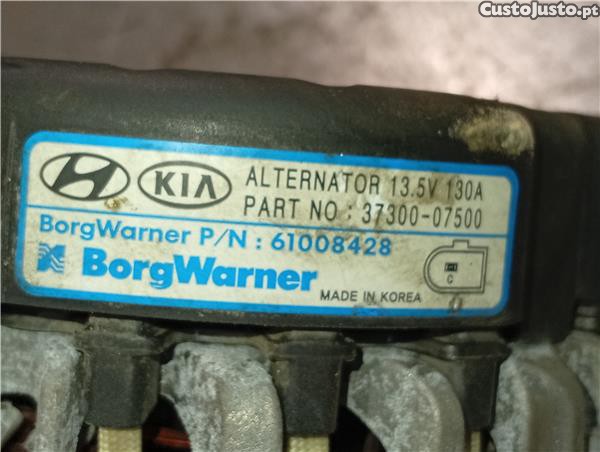 CustoJusto.pt
KIA
ALTERNATOR 13.5V 130A
PART NO : 37300-07500
BorgWarner P/N : 61008428
BorgWarner
C
MADE IN KOREA